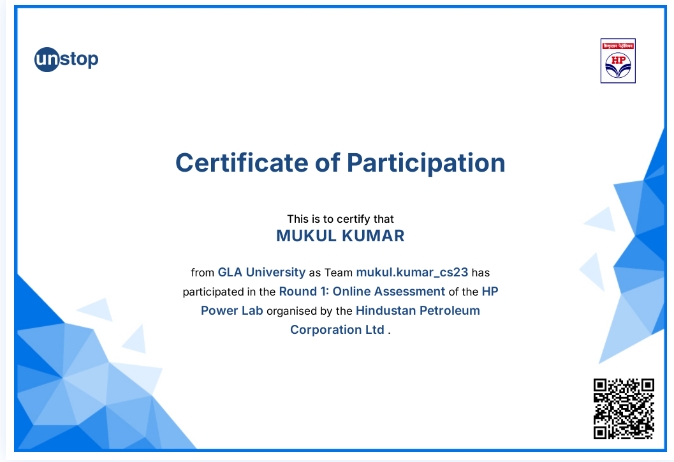 unstop
हिन्दुस्तान पेट्रोलियम
HP
Certificate of Participation
This is to certify that
MUKUL KUMAR
from GLA University as Team mukul.kumar_cs23 has
participated in the Round 1: Online Assessment of the HP
Power Lab organised by the Hindustan Petroleum
Corporation Ltd .